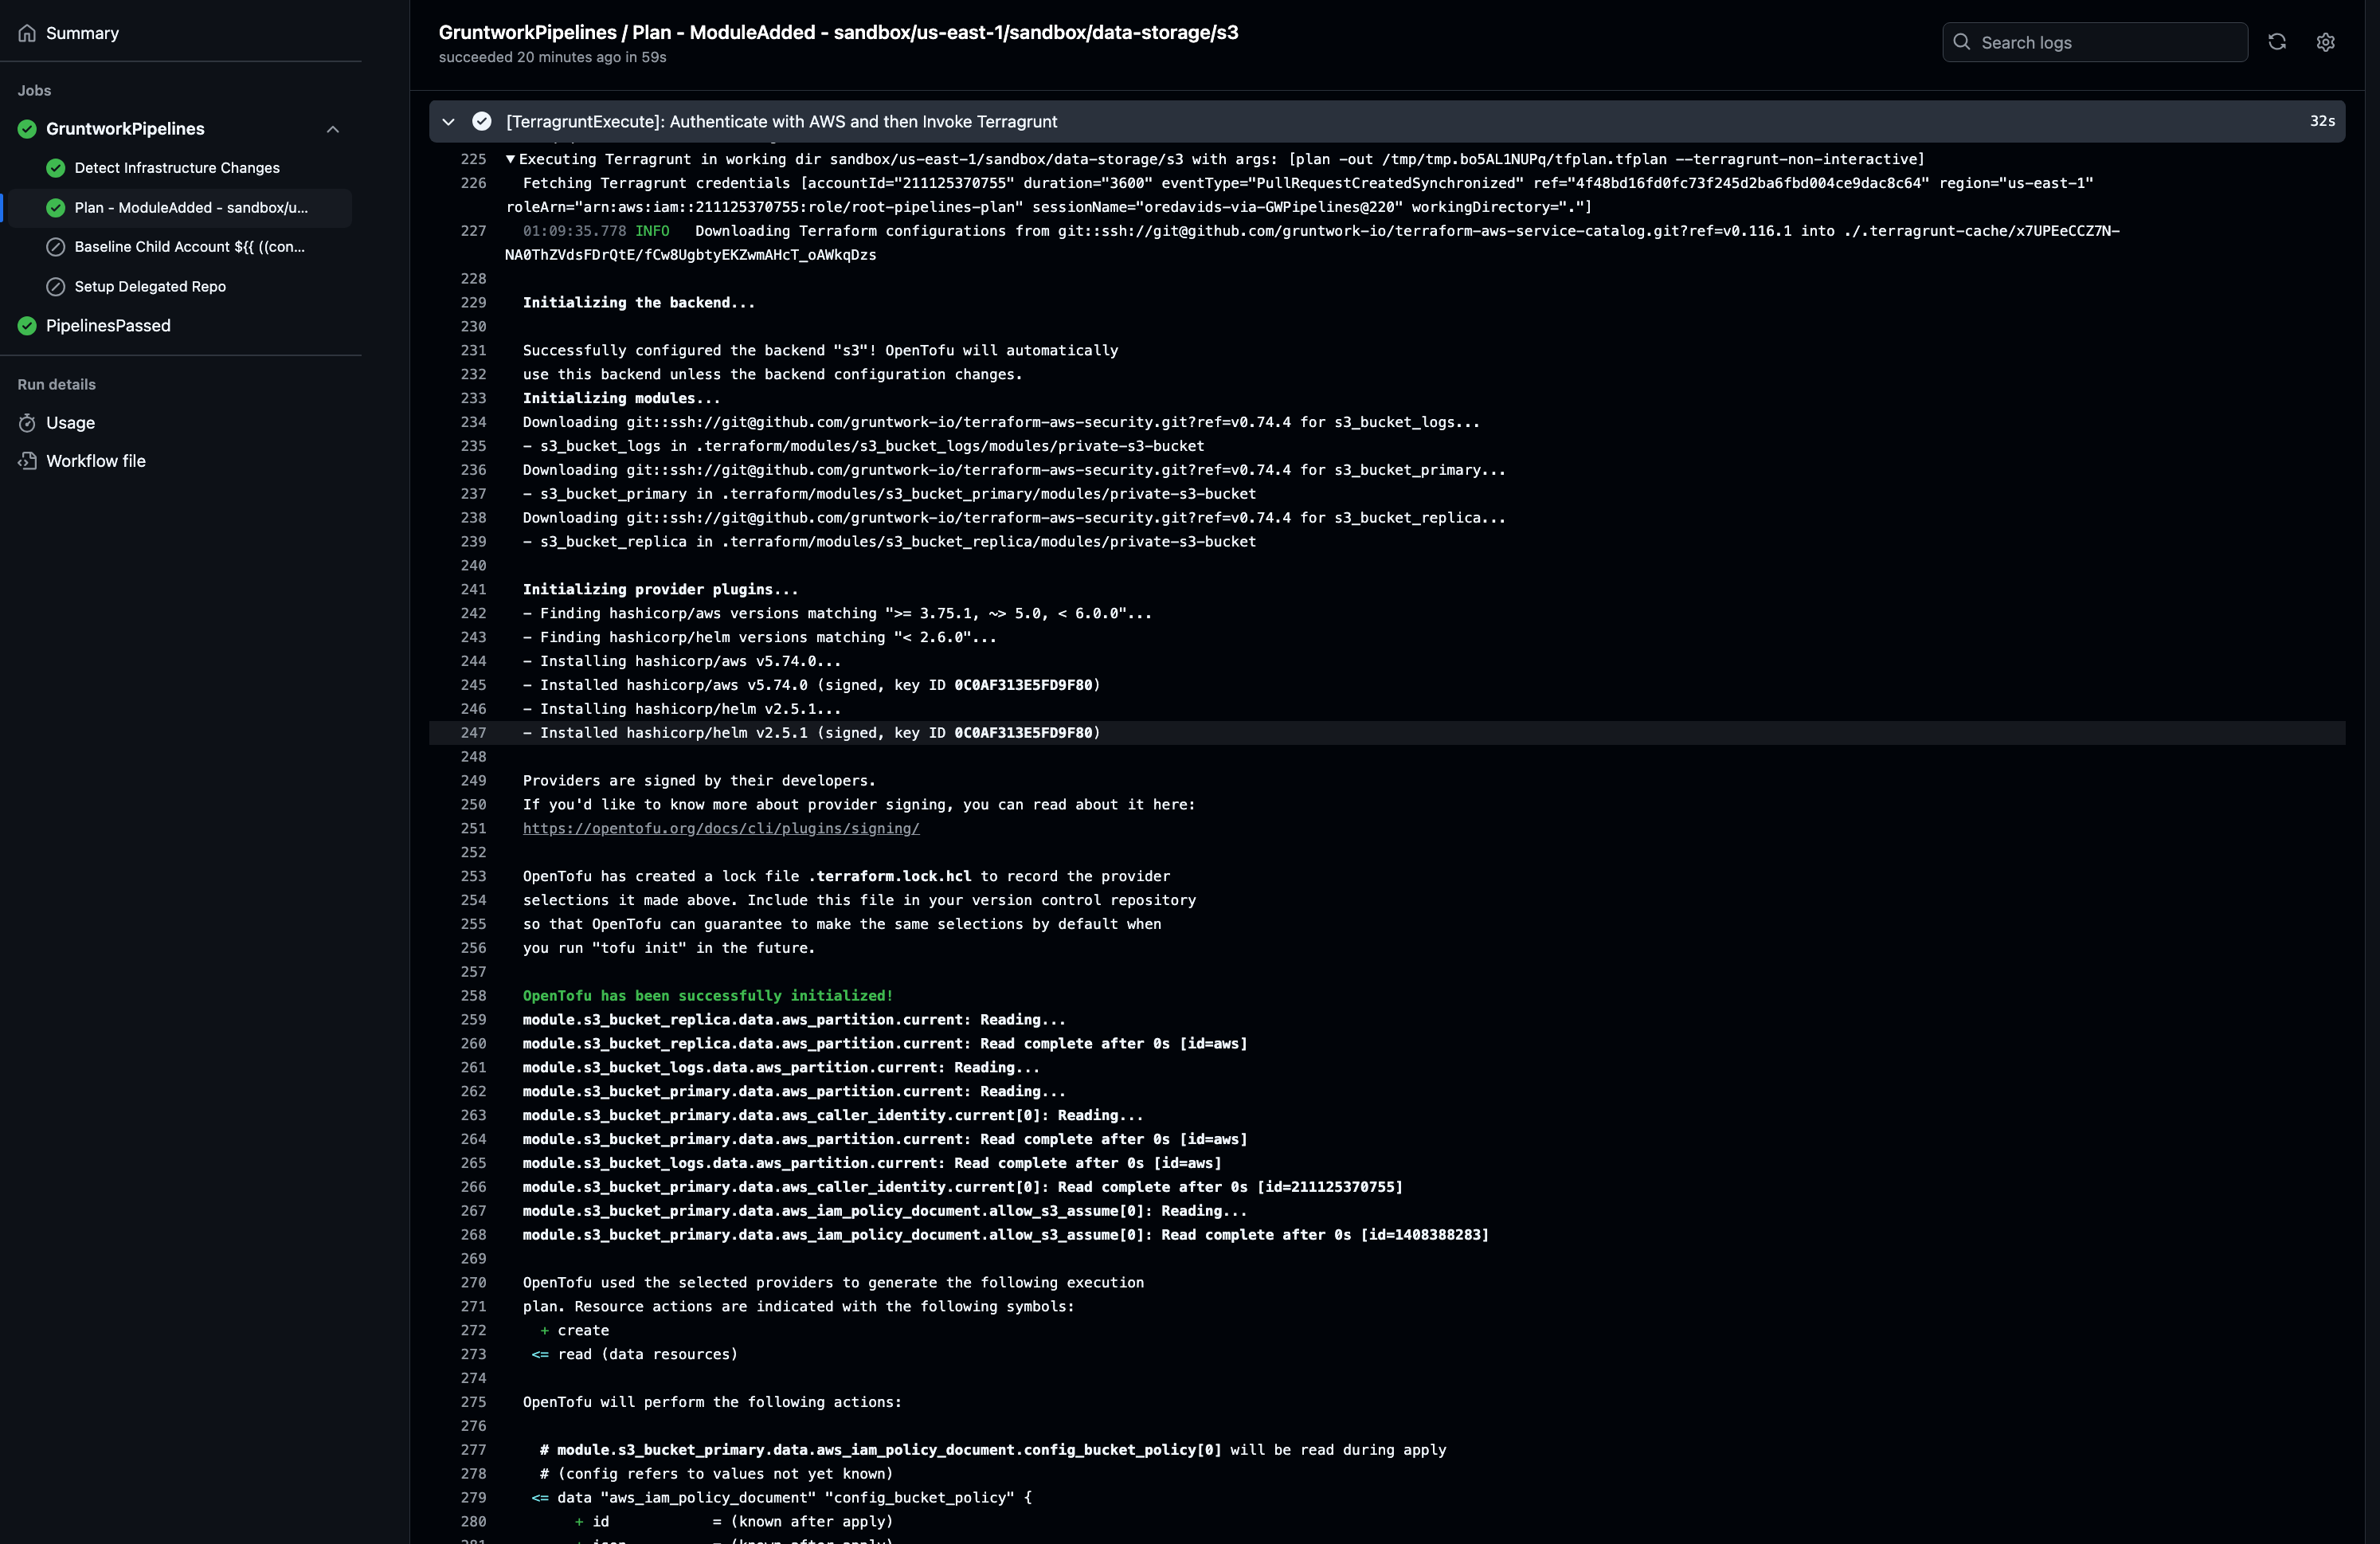 Summary
Jobs
GruntworkPipelines
Detect Infrastructure Changes
Plan - ModuleAdded - sandbox/u...
Baseline Child Account ${{ ((con...
Setup Delegated Repo
PipelinesPassed
Run details
Usage
Workflow file
GruntworkPipelines / Plan - ModuleAdded - sandbox/us-east-1/sandbox/data-storage/s3
succeeded 20 minutes ago in 59s
Search logs
[TerragruntExecute]: Authenticate with AWS and then Invoke Terragrunt 32s
225 ▼Executing Terragrunt in working dir sandbox/us-east-1/sandbox/data-storage/s3 with args: [plan -out /tmp/tmp.bo5AL1NUPq/tfplan.tfplan --terragrunt-non-interactive]
226 Fetching Terragrunt credentials [accountId="211125370755" duration="3600" eventType="PullRequestCreatedSynchronized" ref="4f48bd16fd0fc73f245d2ba6fbd004ce9dac8c64" region="us-east-1"
roleArn="arn:aws:iam::211125370755:role/root-pipelines-plan" sessionName="oredavids-via-GWPipelines@220" workingDirectory="."]
227 01:09:35.778 INFO Downloading Terraform configurations from git::ssh://git@github.com/gruntwork-io/terraform-aws-service-catalog.git?ref=v0.116.1 into ./.terragrunt-cache/x7UPEeCCZ7N-
NA0ThZVdsFDrQtE/fCw8UgbtyEKZwmAHcT_oAWkqDzs
228
229 Initializing the backend...
230
231 Successfully configured the backend "s3"! OpenTofu will automatically
232 use this backend unless the backend configuration changes.
233 Initializing modules...
234 Downloading git::ssh://git@github.com/gruntwork-io/terraform-aws-security.git?ref=v0.74.4 for s3_bucket_logs...
235 - s3_bucket_logs in .terraform/modules/s3_bucket_logs/modules/private-s3-bucket
236 Downloading git::ssh://git@github.com/gruntwork-io/terraform-aws-security.git?ref=v0.74.4 for s3_bucket_primary...
237 - s3_bucket_primary in .terraform/modules/s3_bucket_primary/modules/private-s3-bucket
238 Downloading git::ssh://git@github.com/gruntwork-io/terraform-aws-security.git?ref=v0.74.4 for s3_bucket_replica...
239 - s3_bucket_replica in .terraform/modules/s3_bucket_replica/modules/private-s3-bucket
240
241 Initializing provider plugins...
242 - Finding hashicorp/aws versions matching ">= 3.75.1, ~> 5.0, < 6.0.0"...
243 - Finding hashicorp/helm versions matching "< 2.6.0"...
244 - Installing hashicorp/aws v5.74.0...
245 - Installed hashicorp/aws v5.74.0 (signed, key ID 0C0AF313E5FD9F80)
246 - Installing hashicorp/helm v2.5.1...
247 - Installed hashicorp/helm v2.5.1 (signed, key ID 0C0AF313E5FD9F80)
248
249 Providers are signed by their developers.
250 If you'd like to know more about provider signing, you can read about it here:
251 https://opentofu.org/docs/cli/plugins/signing/
252
253 OpenTofu has created a lock file .terraform.lock.hcl to record the provider
254 selections it made above. Include this file in your version control repository
255 so that OpenTofu can guarantee to make the same selections by default when
256 you run "tofu init" in the future.
257
258 OpenTofu has been successfully initialized!
259 module.s3_bucket_replica.data.aws_partition.current: Reading...
260 module.s3_bucket_replica.data.aws_partition.current: Read complete after 0s [id=aws]
261 module.s3_bucket_logs.data.aws_partition.current: Reading...
262 module.s3_bucket_primary.data.aws_partition.current: Reading...
263 module.s3_bucket_primary.data.aws_caller_identity.current[0]: Reading...
264 module.s3_bucket_primary.data.aws_partition.current: Read complete after 0s [id=aws]
265 module.s3_bucket_logs.data.aws_partition.current: Read complete after 0s [id=aws]
266 module.s3_bucket_primary.data.aws_caller_identity.current[0]: Read complete after 0s [id=211125370755]
267 module.s3_bucket_primary.data.aws_iam_policy_document.allow_s3_assume[0]: Reading...
268 module.s3_bucket_primary.data.aws_iam_policy_document.allow_s3_assume[0]: Read complete after 0s [id=1408388283]
269
270 OpenTofu used the selected providers to generate the following execution
271 plan. Resource actions are indicated with the following symbols:
272 + create
273 <= read (data resources)
274
275 OpenTofu will perform the following actions:
276
277 # module.s3_bucket_primary.data.aws_iam_policy_document.config_bucket_policy[0] will be read during apply
278 # (config refers to values not yet known)
279 <= data "aws_iam_policy_document" "config_bucket_policy" {
280 + id = (known after apply)